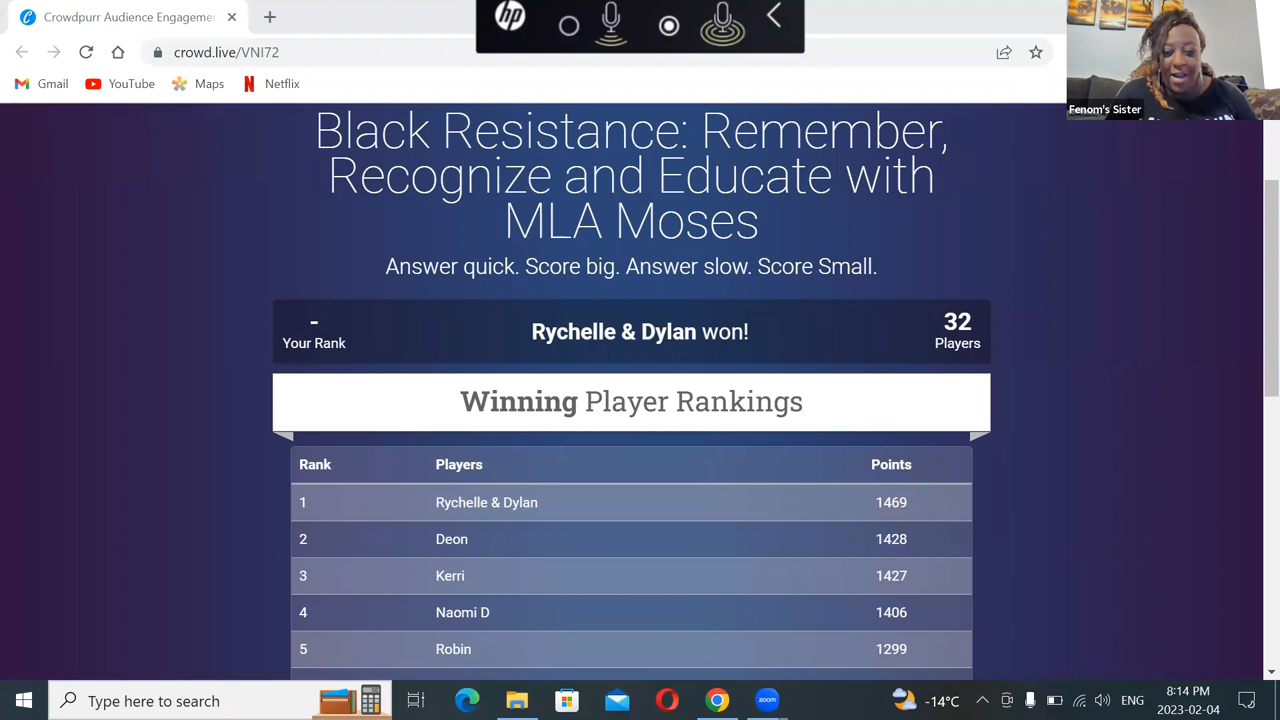 Crowdpurr Audience Engagemen
crowd.live/VNI72
Gmail YouTube Maps Netflix
hp
Fenom's Sister
Black Resistance: Remember,
Recognize and Educate with
MLA Moses
Answer quick. Score big. Answer slow. Score Small.
- Rychelle & Dylan won! 32
Your Rank Players
Winning Player Rankings
Rank Players Points
1 Rychelle & Dylan 1469
2 Deon 1428
3 Kerri 1427
4 Naomi D 1406
5 Robin 1299
Type here to search
zoom
-14°C ENG
8:14 PM
2023-02-04